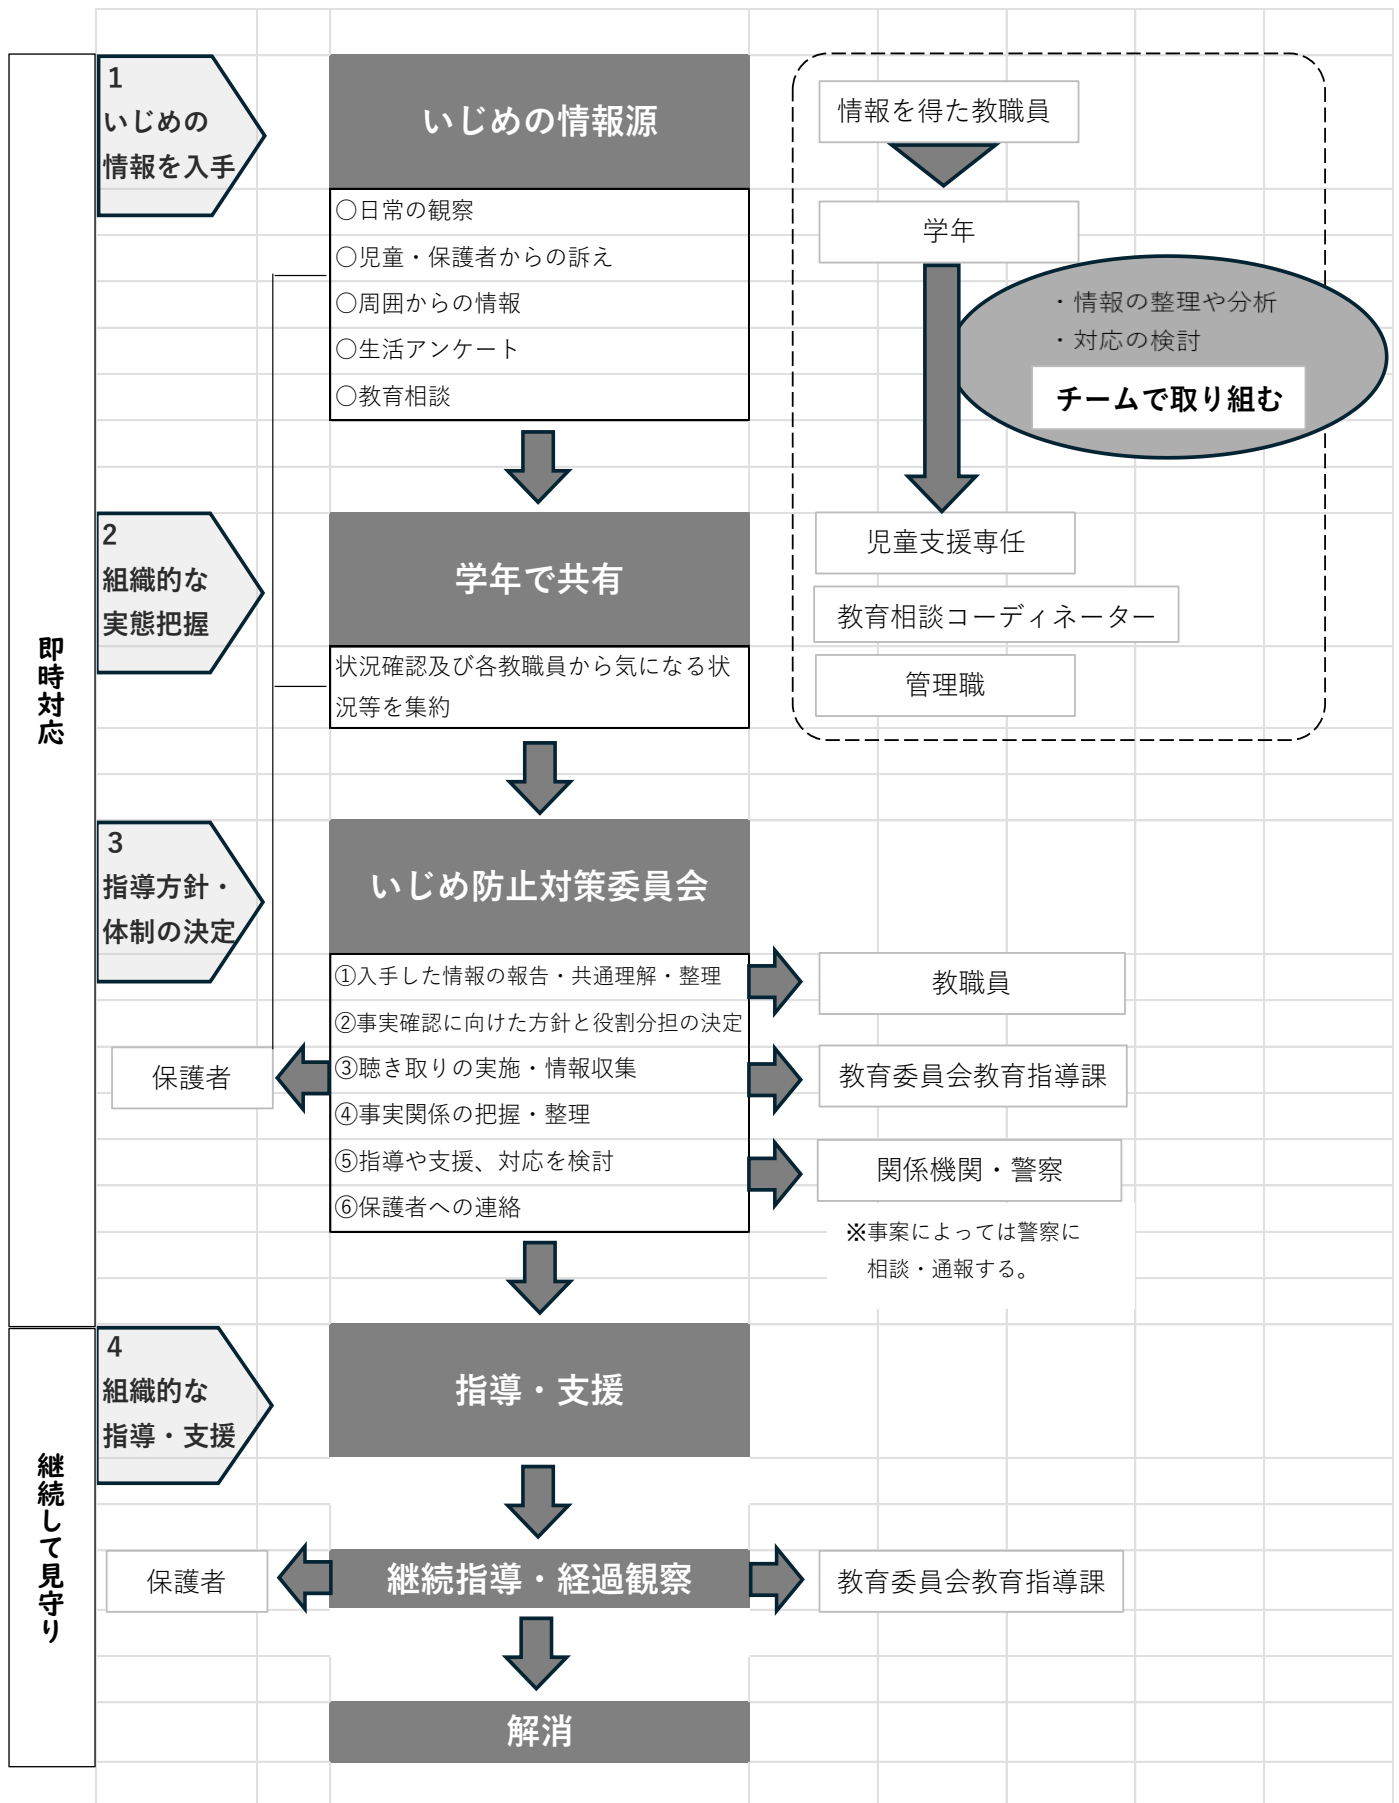 即時対応
1
いじめの
情報を入手
いじめの情報源
○日常の観察
○児童・保護者からの訴え
○周囲からの情報
○生活アンケート
○教育相談
情報を得た教職員
学年
・情報の整理や分析
・対応の検討
チームで取り組む
児童支援専任
教育相談コーディネーター
管理職
2
組織的な
実態把握
学年で共有
状況確認及び各教職員から気になる状
況等を集約
3
指導方針・
体制の決定
いじめ防止対策委員会
①入手した情報の報告・共通理解・整理
②事実確認に向けた方針と役割分担の決定
③聴き取りの実施・情報収集
④事実関係の把握・整理
⑤指導や支援、対応を検討
⑥保護者への連絡
保護者
教職員
教育委員会教育指導課
関係機関・警察
※事案によっては警察に
相談・通報する。
継続して見守り
4
組織的な
指導・支援
指導・支援
保護者
継続指導・経過観察
教育委員会教育指導課
解消